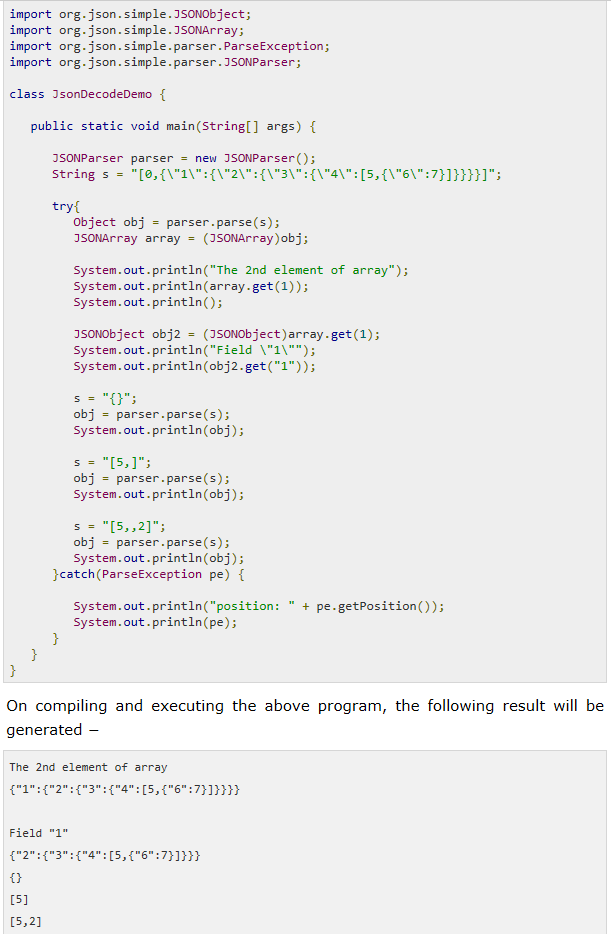 import org.json.simple.JSONObject;
import org.json.simple.JSONArray;
import org.json.simple.parser.ParseException;
import org.json.simple.parser.JSONParser;

class JsonDecodeDemo {

   public static void main(String[] args) {

      JSONParser parser = new JSONParser();
      String s = "[0,{\"1\":{\"2\":{\"3\":{\"4\":[5,{\"6\":7}]}}}}]";

      try{
         Object obj = parser.parse(s);
         JSONArray array = (JSONArray)obj;

         System.out.println("The 2nd element of array");
         System.out.println(array.get(1));
         System.out.println();

         JSONObject obj2 = (JSONObject)array.get(1);
         System.out.println("Field \"1\"");
         System.out.println(obj2.get("1"));

         s = "{}";
         obj = parser.parse(s);
         System.out.println(obj);

         s = "[5,]";
         obj = parser.parse(s);
         System.out.println(obj);

         s = "[5,,2]";
         obj = parser.parse(s);
         System.out.println(obj);
      }catch(ParseException pe) {

         System.out.println("position: " + pe.getPosition());
         System.out.println(pe);
      }
   }
}
On compiling and executing the above program, the following result will be
generated −
The 2nd element of array
{"1":{"2":{"3":{"4":[5,{"6":7}]}}}}

Field "1"
{"2":{"3":{"4":[5,{"6":7}]}}}
{}
[5]
[5,2]